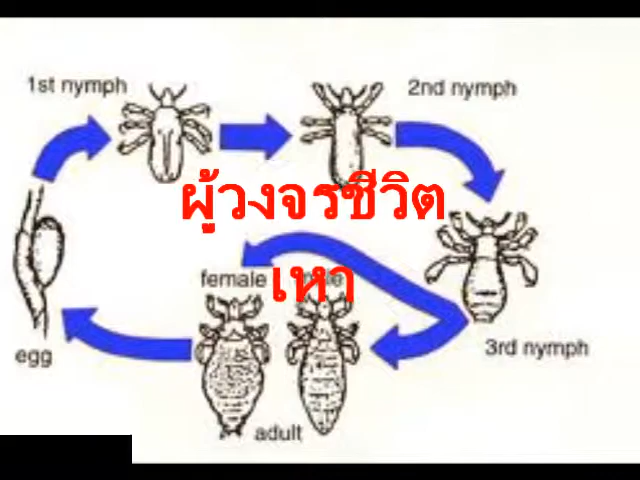 1st nymph
2nd nymph
ผู้วงจรชีวิต
เหา
female
egg
3rd nymph
adult